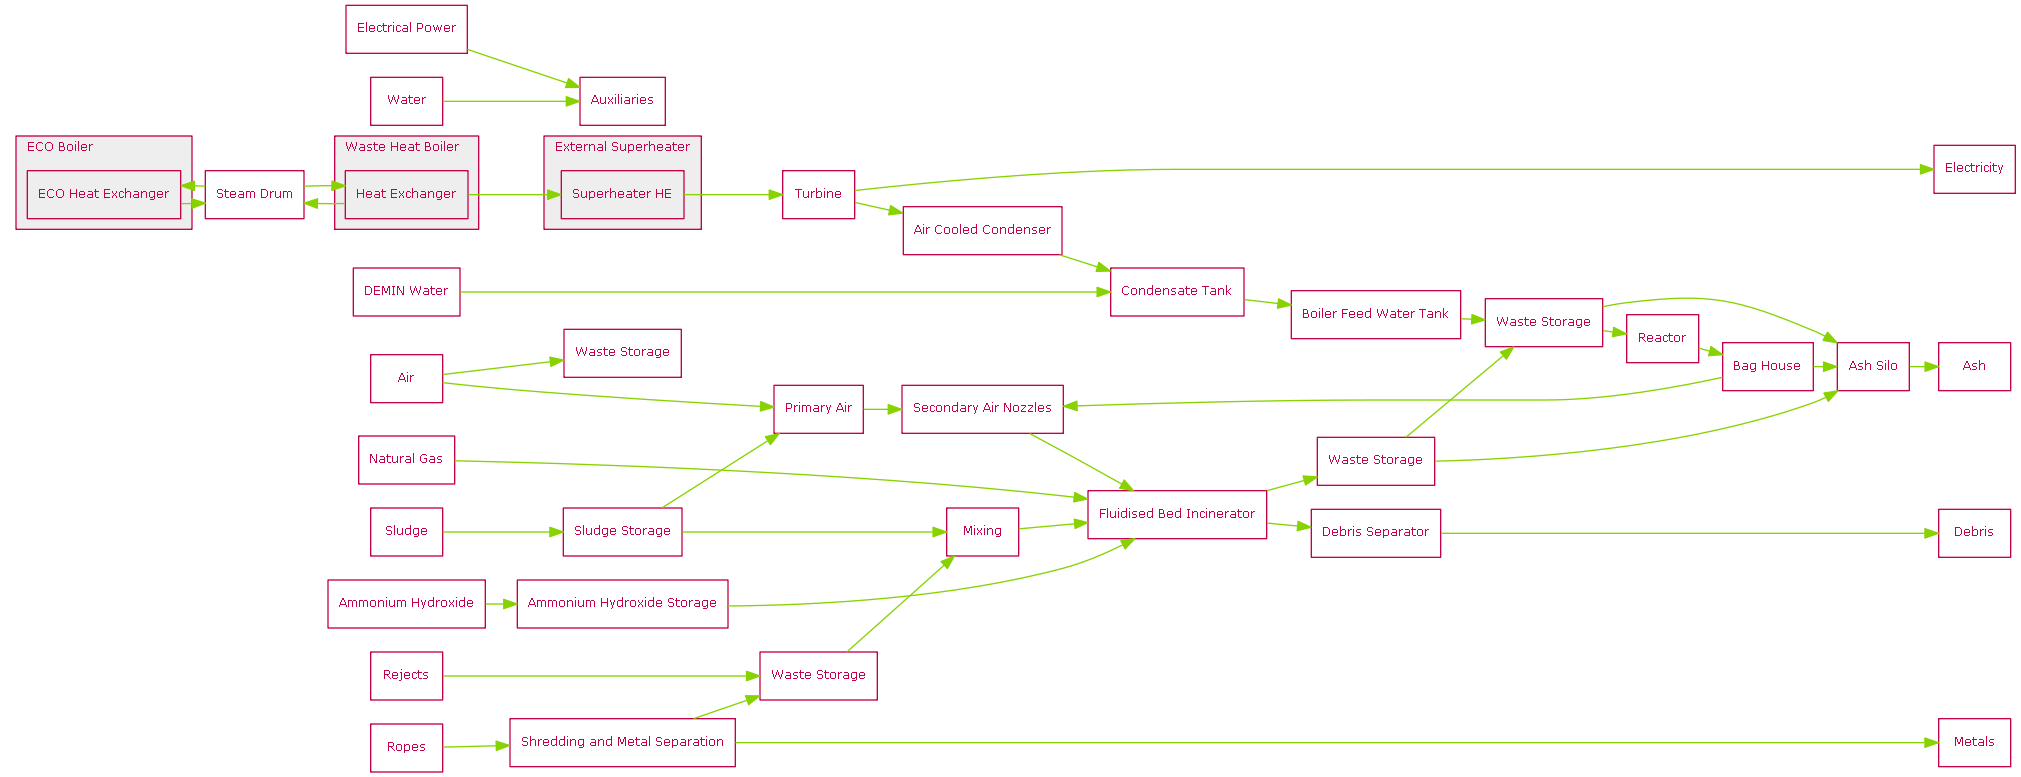 Electrical Power
Water
Auxiliaries
ECO Boiler
Waste Heat Boiler
External Superheater
ECO Heat Exchanger
Steam Drum
Heat Exchanger
Superheater HE
Turbine
Electricity
Air Cooled Condenser
DEMIN Water
Condensate Tank
Boiler Feed Water Tank
Waste Storage
Reactor
Bag House
Ash Silo
Ash
Air
Waste Storage
Primary Air
Secondary Air Nozzles
Natural Gas
Waste Storage
Sludge
Sludge Storage
Mixing
Fluidised Bed Incinerator
Debris Separator
Debris
Ammonium Hydroxide
Ammonium Hydroxide Storage
Rejects
Waste Storage
Ropes
Shredding and Metal Separation
Metals